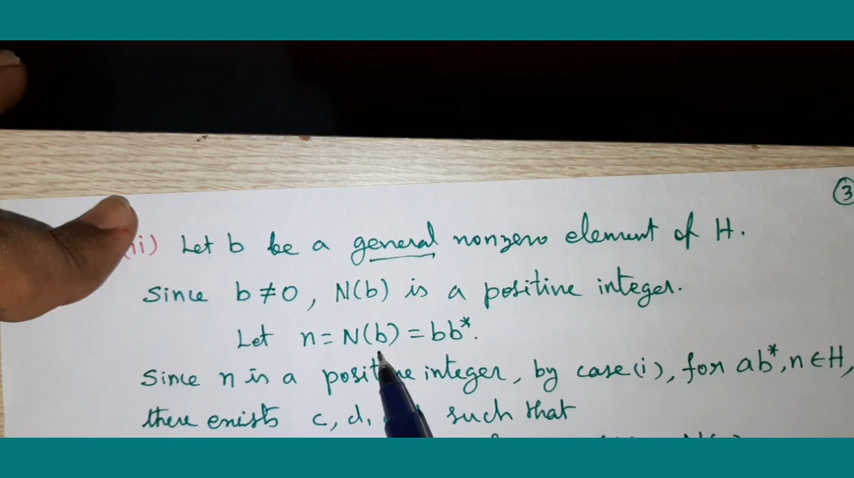 3
(ii) Let b be a general nonzero element of H.
Since b ≠ 0, N(b) is a positive integer.
Let n = N(b) = bb*.
Since n is a positive integer, by case(i), for ab*, n ∈ H,
there exists c, d, such that